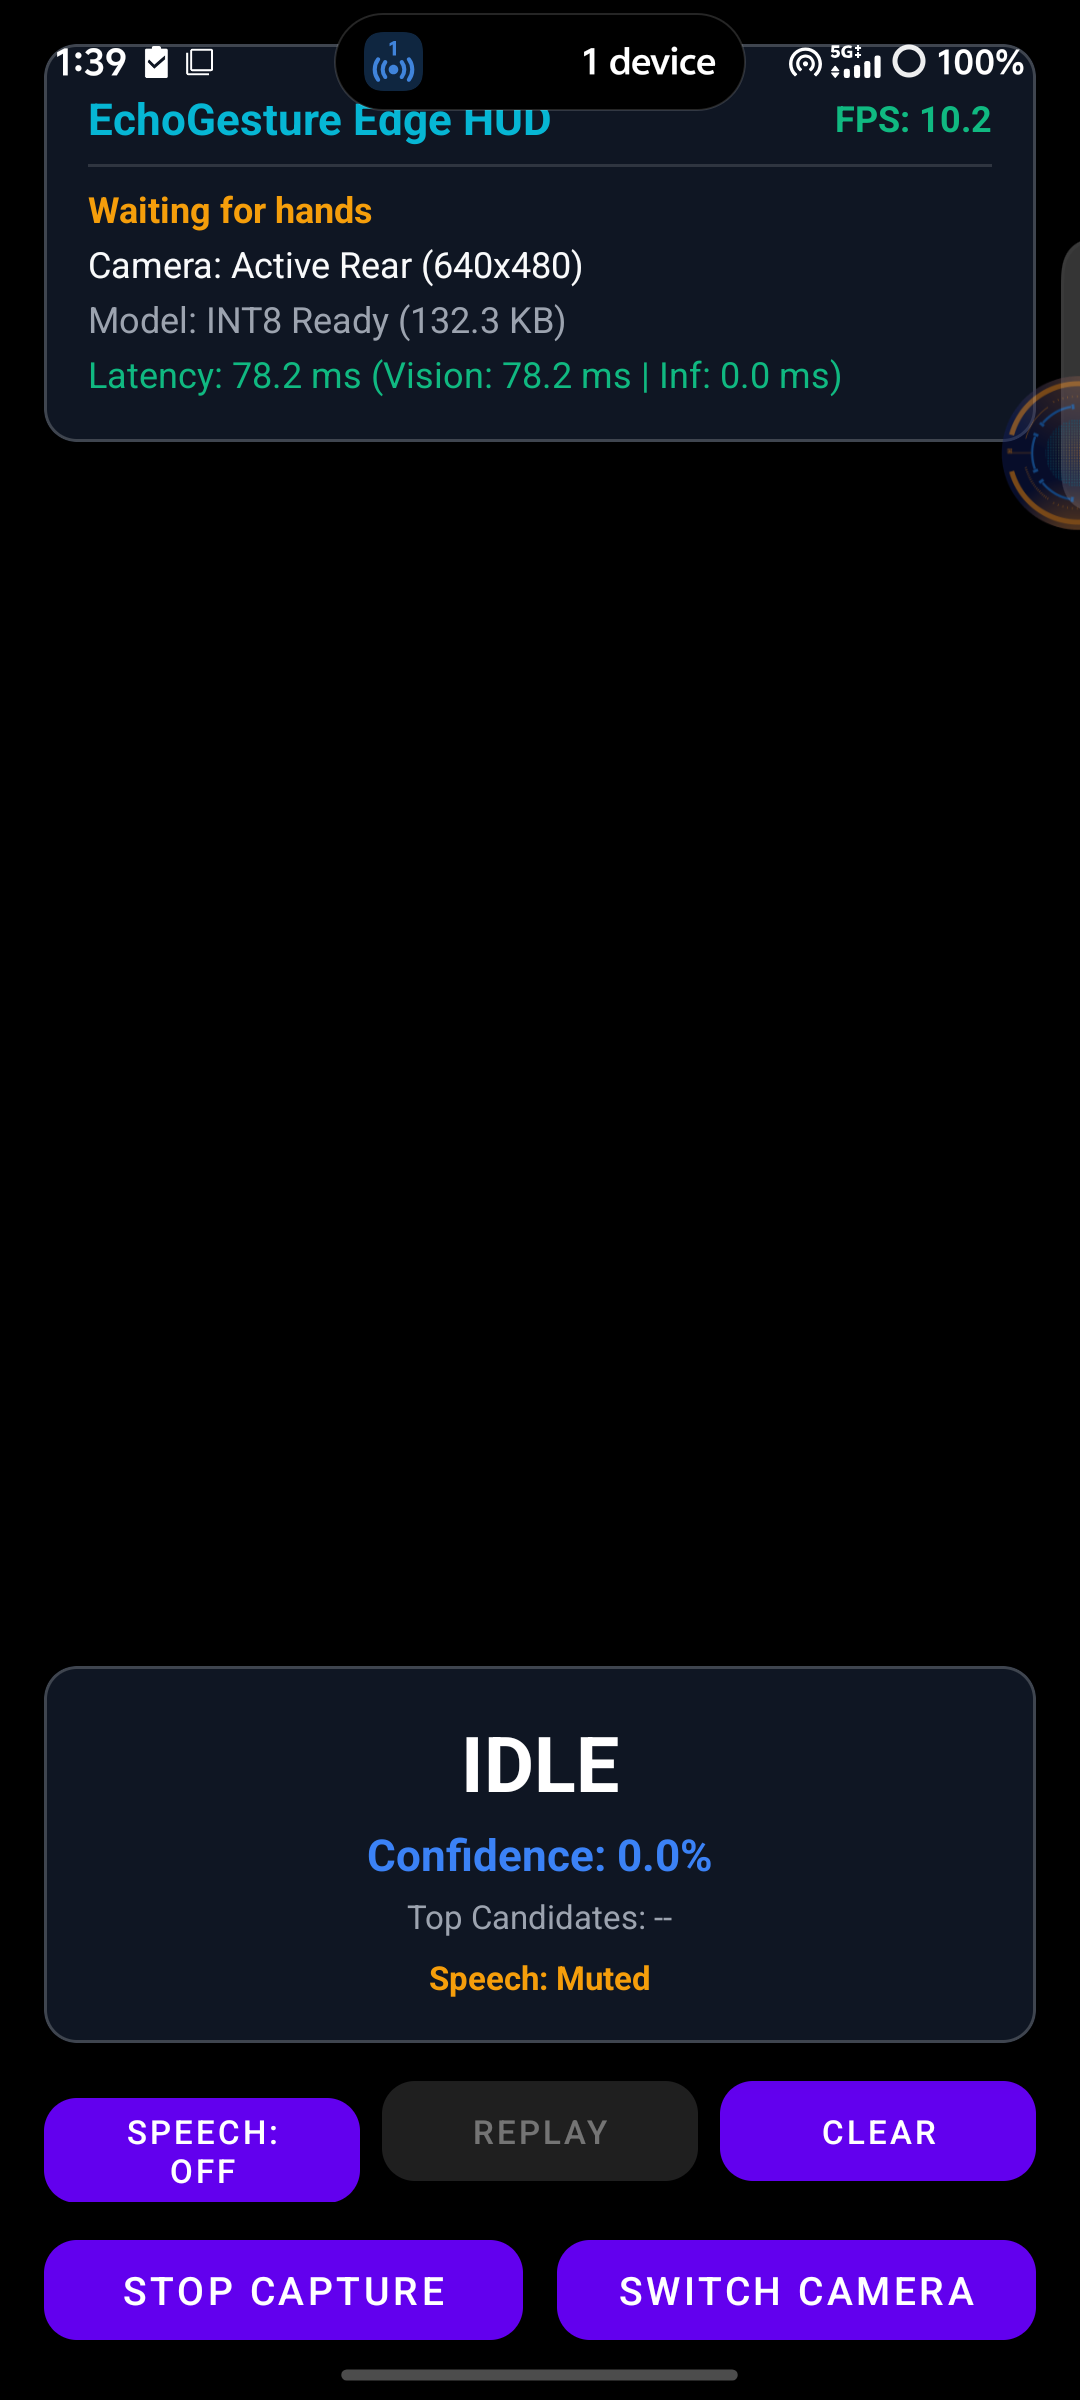 1:39
1
1 device
5G
100%
EchoGesture Edge HUD
FPS: 10.2
Waiting for hands
Camera: Active Rear (640x480)
Model: INT8 Ready (132.3 KB)
Latency: 78.2 ms (Vision: 78.2 ms | Inf: 0.0 ms)
IDLE
Confidence: 0.0%
Top Candidates: --
Speech: Muted
SPEECH:
OFF
REPLAY
CLEAR
STOP CAPTURE
SWITCH CAMERA